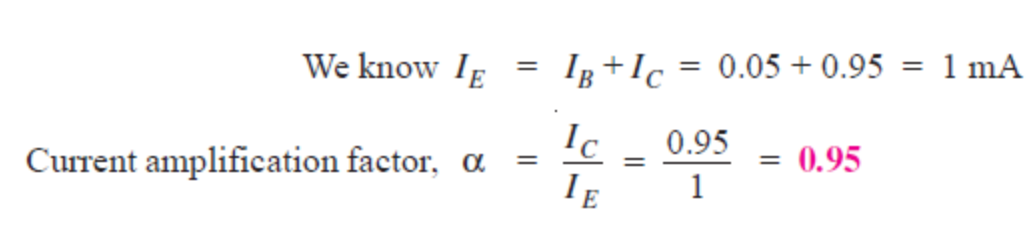 We know I_E = I_B + I_C = 0.05 + 0.95 = 1 mA
Current amplification factor, α = I_C / I_E = 0.95 / 1 = 0.95